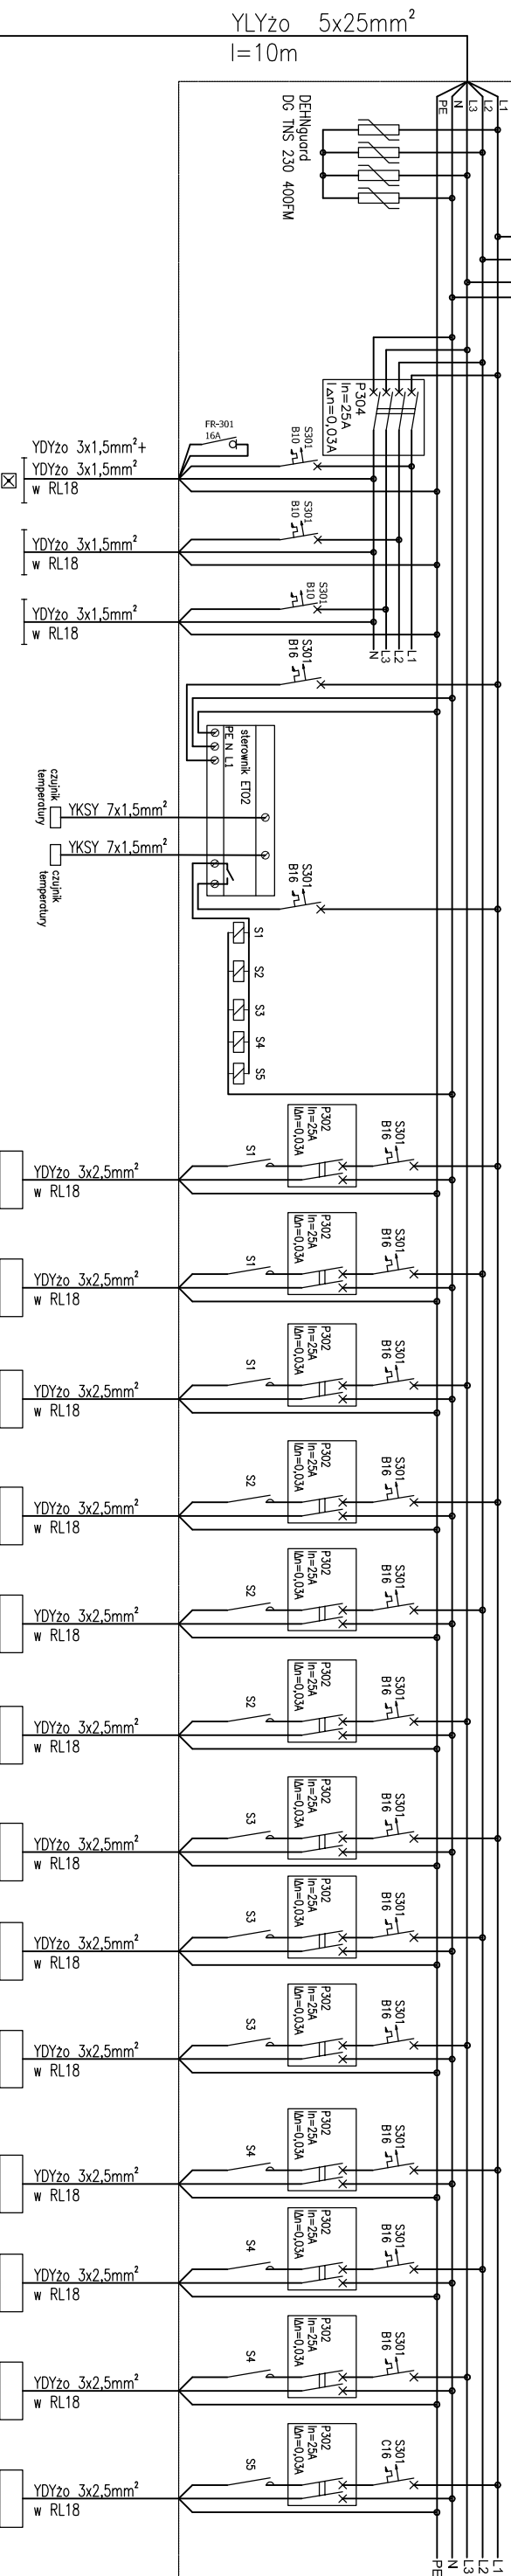 YLYżo 5x25mm²
l=10m
L1
L2
L3
N
PE
DEHNguard
DG TNS 230 400FM
P304
In=25A
IΔn=0,03A
FR-301
16A
S301
B10
YDYżo 3x1,5mm²+
YDYżo 3x1,5mm²
w RL18
S301
B10
YDYżo 3x1,5mm²
w RL18
S301
B10
YDYżo 3x1,5mm²
w RL18
L1
L2
L3
N
S301
B16
sterownik ETO2
PE N L1
YKSY 7x1,5mm²
czujnik
temperatury
YKSY 7x1,5mm²
czujnik
temperatury
S301
B16
S1
S2
S3
S4
S5
S301
B16
P302
In=25A
IΔn=0,03A
S1
YDYżo 3x2,5mm²
w RL18
S301
B16
P302
In=25A
IΔn=0,03A
S1
YDYżo 3x2,5mm²
w RL18
S301
B16
P302
In=25A
IΔn=0,03A
S1
YDYżo 3x2,5mm²
w RL18
S301
B16
P302
In=25A
IΔn=0,03A
S2
YDYżo 3x2,5mm²
w RL18
S301
B16
P302
In=25A
IΔn=0,03A
S2
YDYżo 3x2,5mm²
w RL18
S301
B16
P302
In=25A
IΔn=0,03A
S2
YDYżo 3x2,5mm²
w RL18
S301
B16
P302
In=25A
IΔn=0,03A
S3
YDYżo 3x2,5mm²
w RL18
S301
B16
P302
In=25A
IΔn=0,03A
S3
YDYżo 3x2,5mm²
w RL18
S301
B16
P302
In=25A
IΔn=0,03A
S3
YDYżo 3x2,5mm²
w RL18
S301
B16
P302
In=25A
IΔn=0,03A
S4
YDYżo 3x2,5mm²
w RL18
S301
B16
P302
In=25A
IΔn=0,03A
S4
YDYżo 3x2,5mm²
w RL18
S301
B16
P302
In=25A
IΔn=0,03A
S4
YDYżo 3x2,5mm²
w RL18
S301
C16
P302
In=25A
IΔn=0,03A
S5
YDYżo 3x2,5mm²
w RL18
L1
L2
L3
N
PE